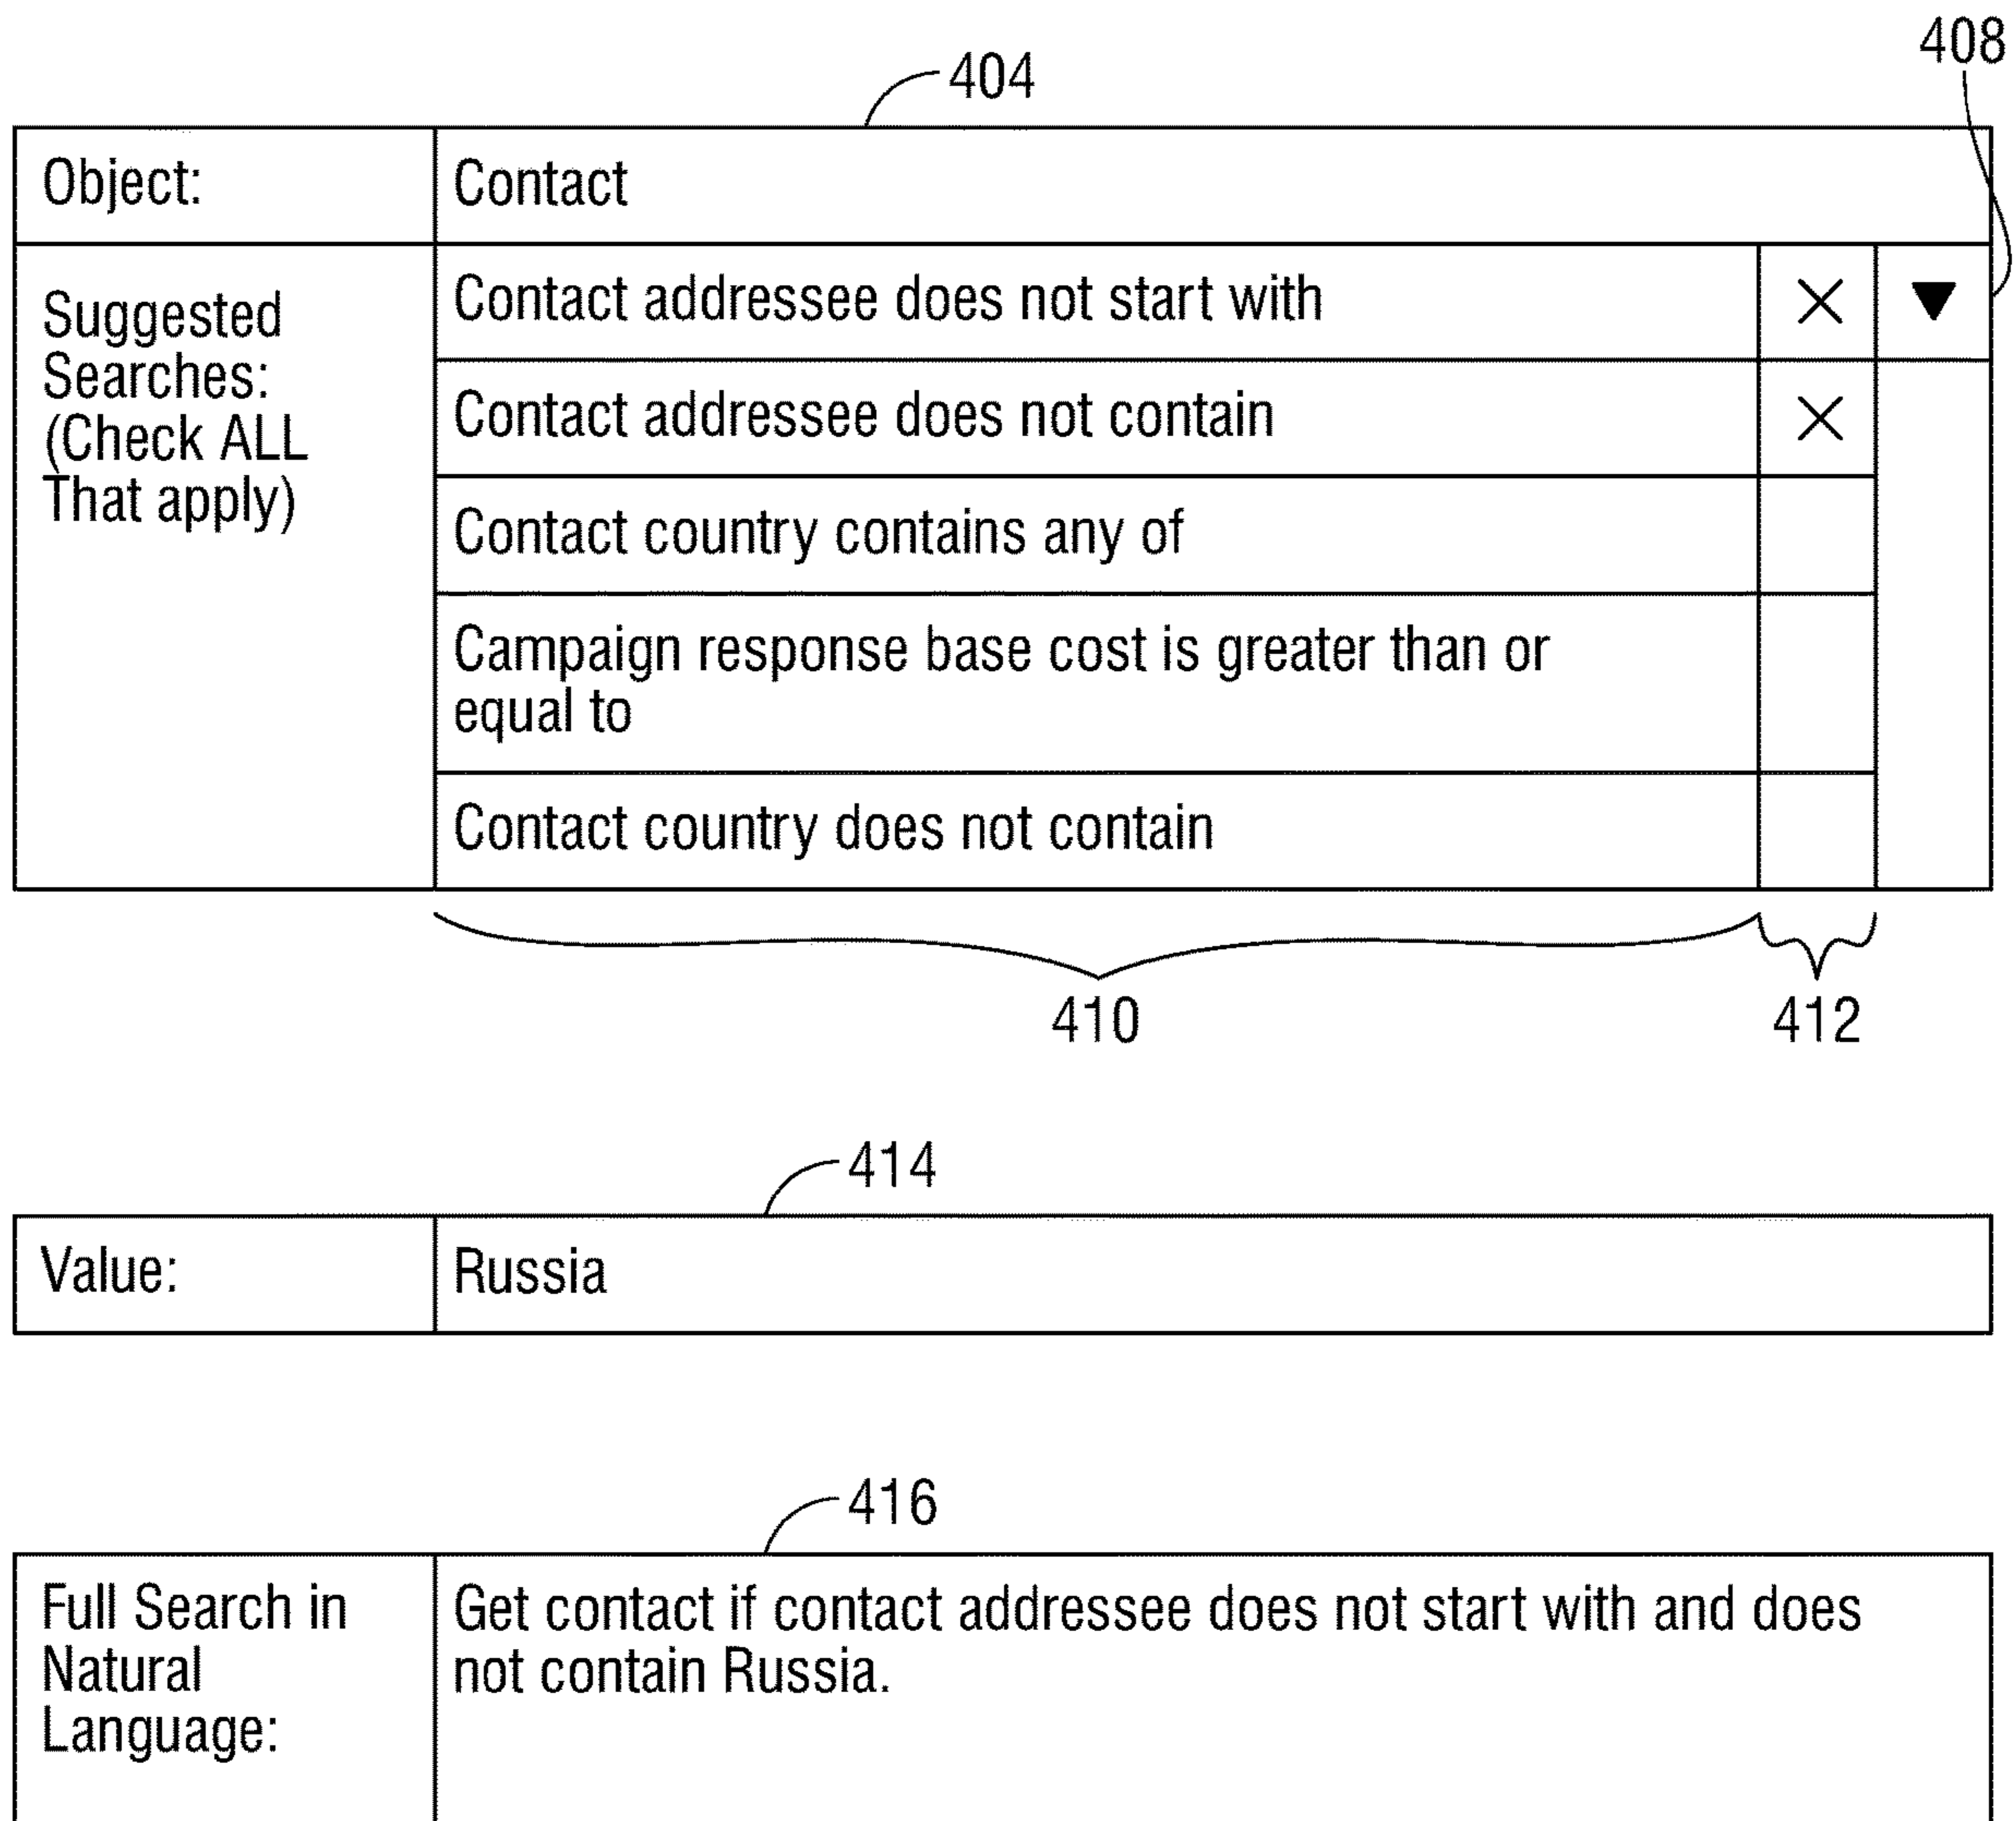 408
404
Object:
Contact
Suggested
Searches:
(Check ALL
That apply)
Contact addressee does not start with
Contact addressee does not contain
Contact country contains any of
Campaign response base cost is greater than or
equal to
Contact country does not contain
410
412
414
Value:
Russia
416
Full Search in
Natural
Language:
Get contact if contact addressee does not start with and does
not contain Russia.